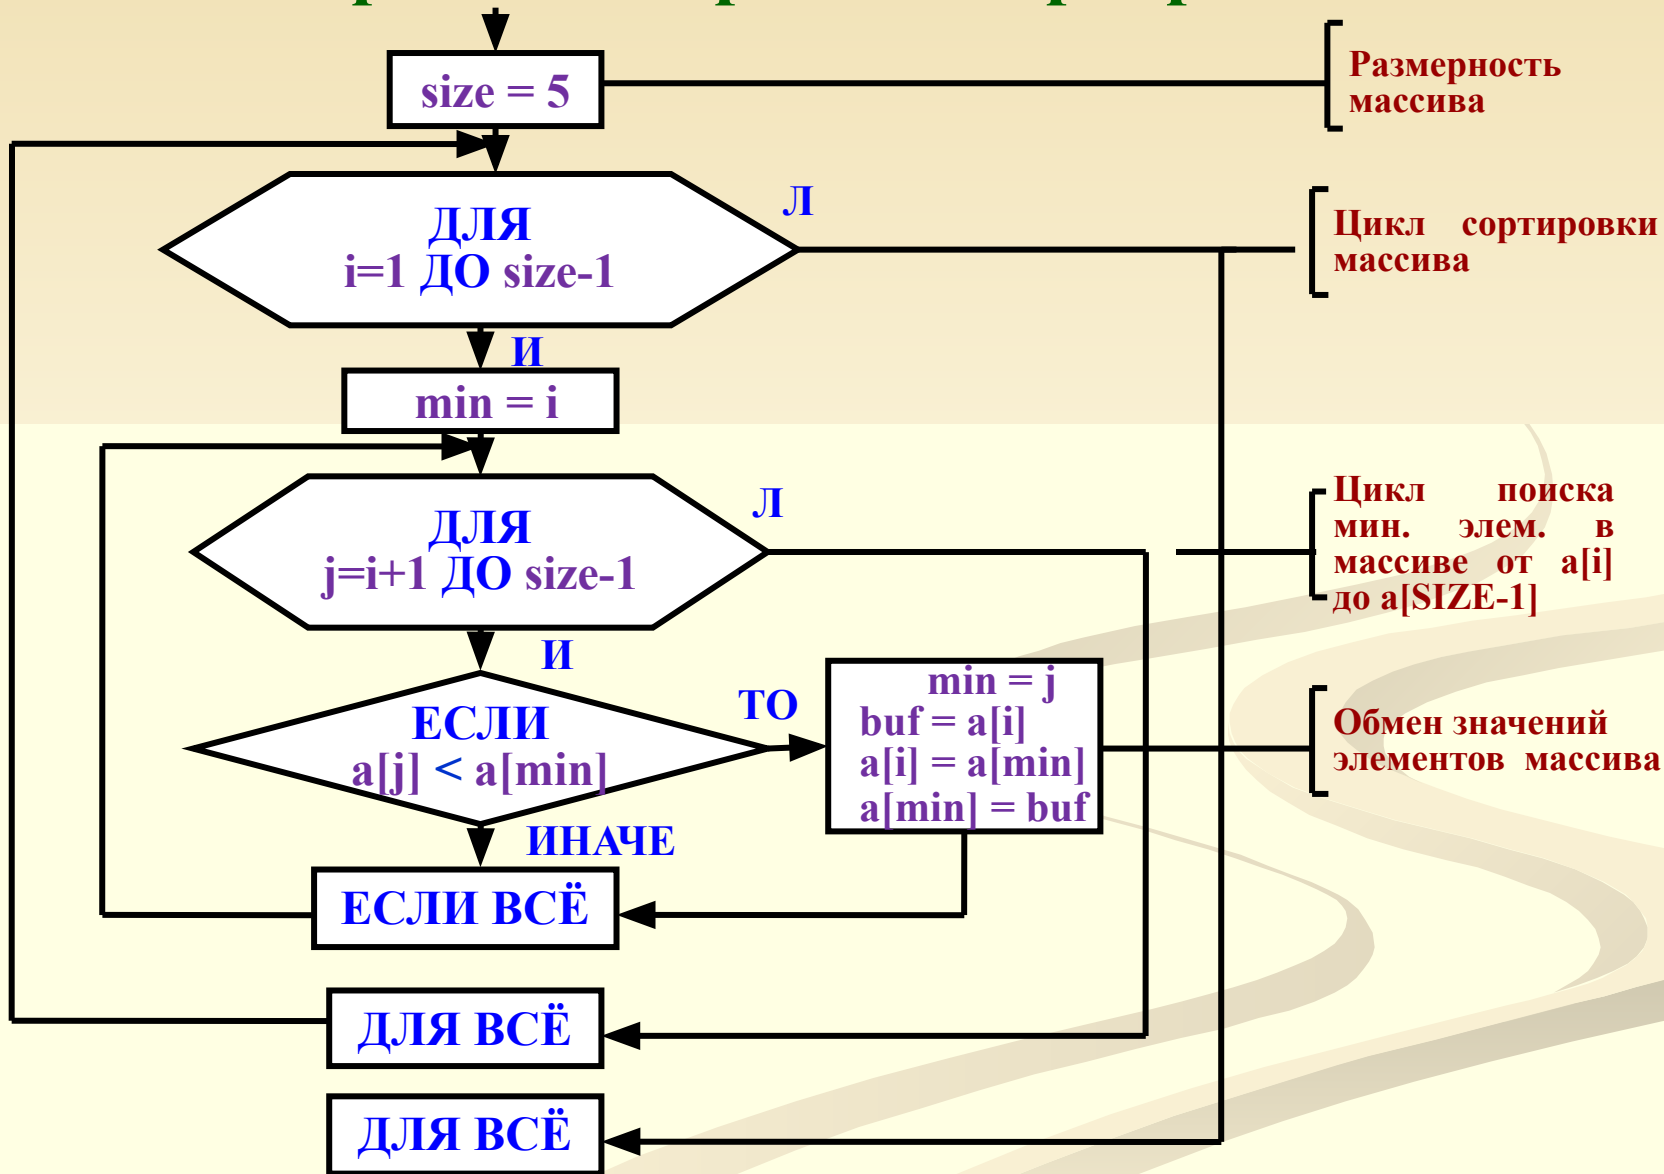 size = 5
Размерность
массива
ДЛЯ
i=1 ДО size-1
Л
Цикл сортировки
массива
И
min = i
ДЛЯ
j=i+1 ДО size-1
Л
Цикл поиска
мин. элем. в
массиве от a[i]
до a[SIZE-1]
И
ЕСЛИ
a[j] < a[min]
ТО
min = j
buf = a[i]
a[i] = a[min]
a[min] = buf
Обмен значений
элементов массива
ИНАЧЕ
ЕСЛИ ВСЁ
ДЛЯ ВСЁ
ДЛЯ ВСЁ